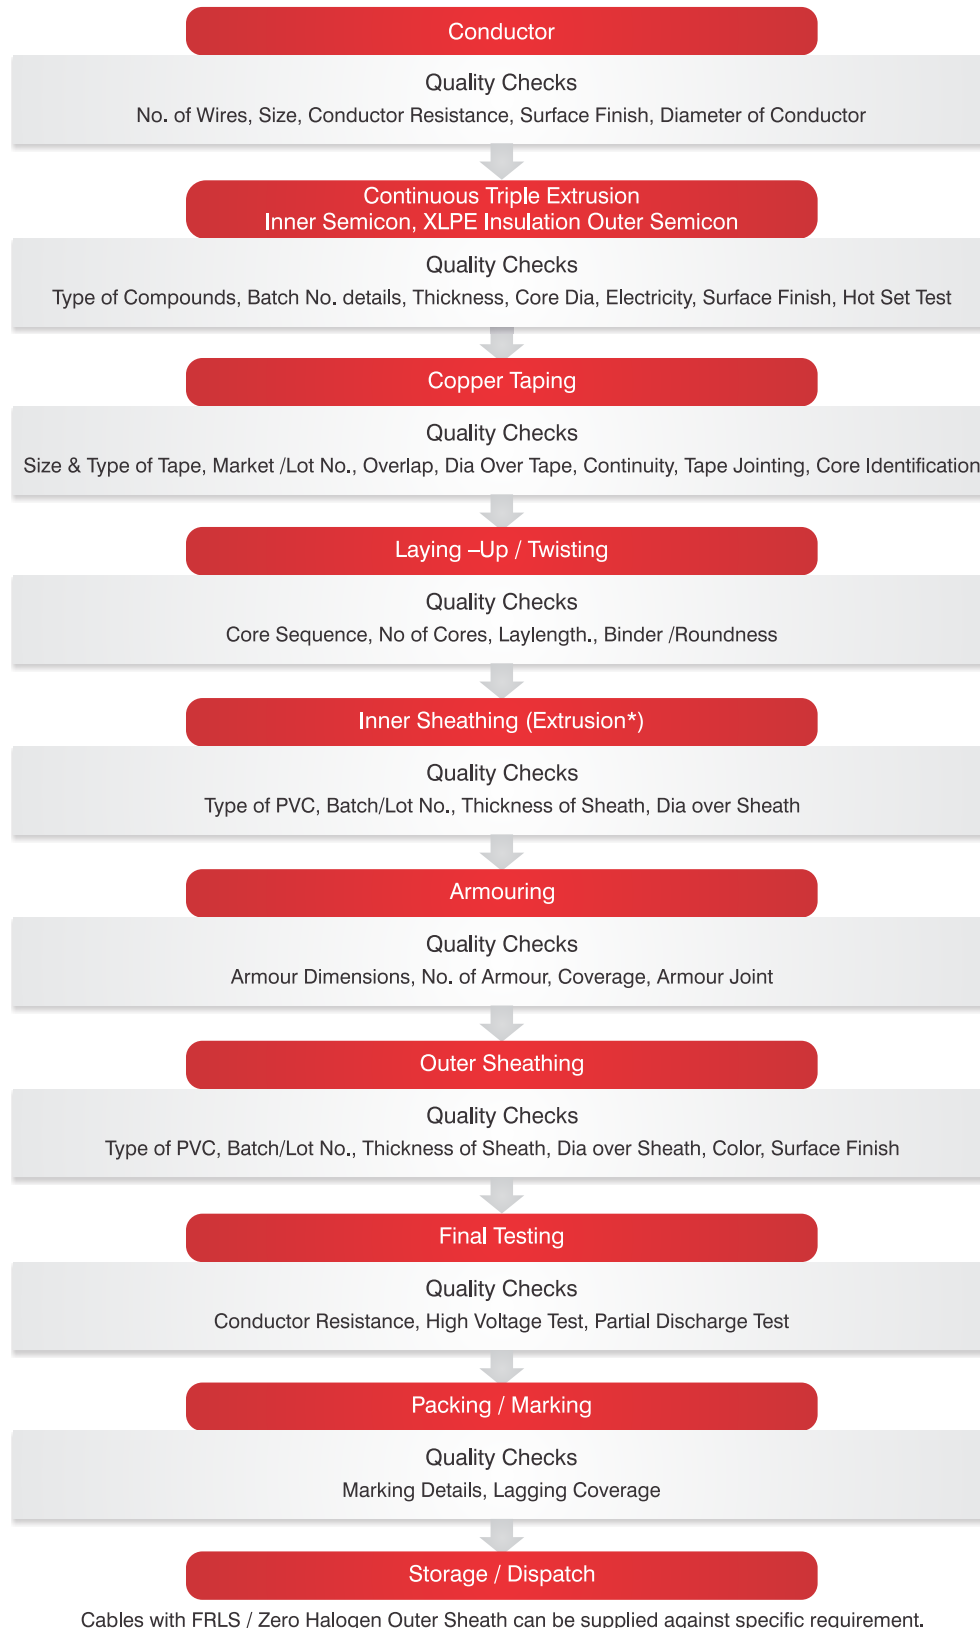 Conductor
Quality Checks
No. of Wires, Size, Conductor Resistance, Surface Finish, Diameter of Conductor
Continuous Triple Extrusion
Inner Semicon, XLPE Insulation Outer Semicon
Quality Checks
Type of Compounds, Batch No. details, Thickness, Core Dia, Electricity, Surface Finish, Hot Set Test
Copper Taping
Quality Checks
Size & Type of Tape, Market /Lot No., Overlap, Dia Over Tape, Continuity, Tape Jointing, Core Identification
Laying –Up / Twisting
Quality Checks
Core Sequence, No of Cores, Laylength., Binder /Roundness
Inner Sheathing (Extrusion*)
Quality Checks
Type of PVC, Batch/Lot No., Thickness of Sheath, Dia over Sheath
Armouring
Quality Checks
Armour Dimensions, No. of Armour, Coverage, Armour Joint
Outer Sheathing
Quality Checks
Type of PVC, Batch/Lot No., Thickness of Sheath, Dia over Sheath, Color, Surface Finish
Final Testing
Quality Checks
Conductor Resistance, High Voltage Test, Partial Discharge Test
Packing / Marking
Quality Checks
Marking Details, Lagging Coverage
Storage / Dispatch
Cables with FRLS / Zero Halogen Outer Sheath can be supplied against specific requirement.